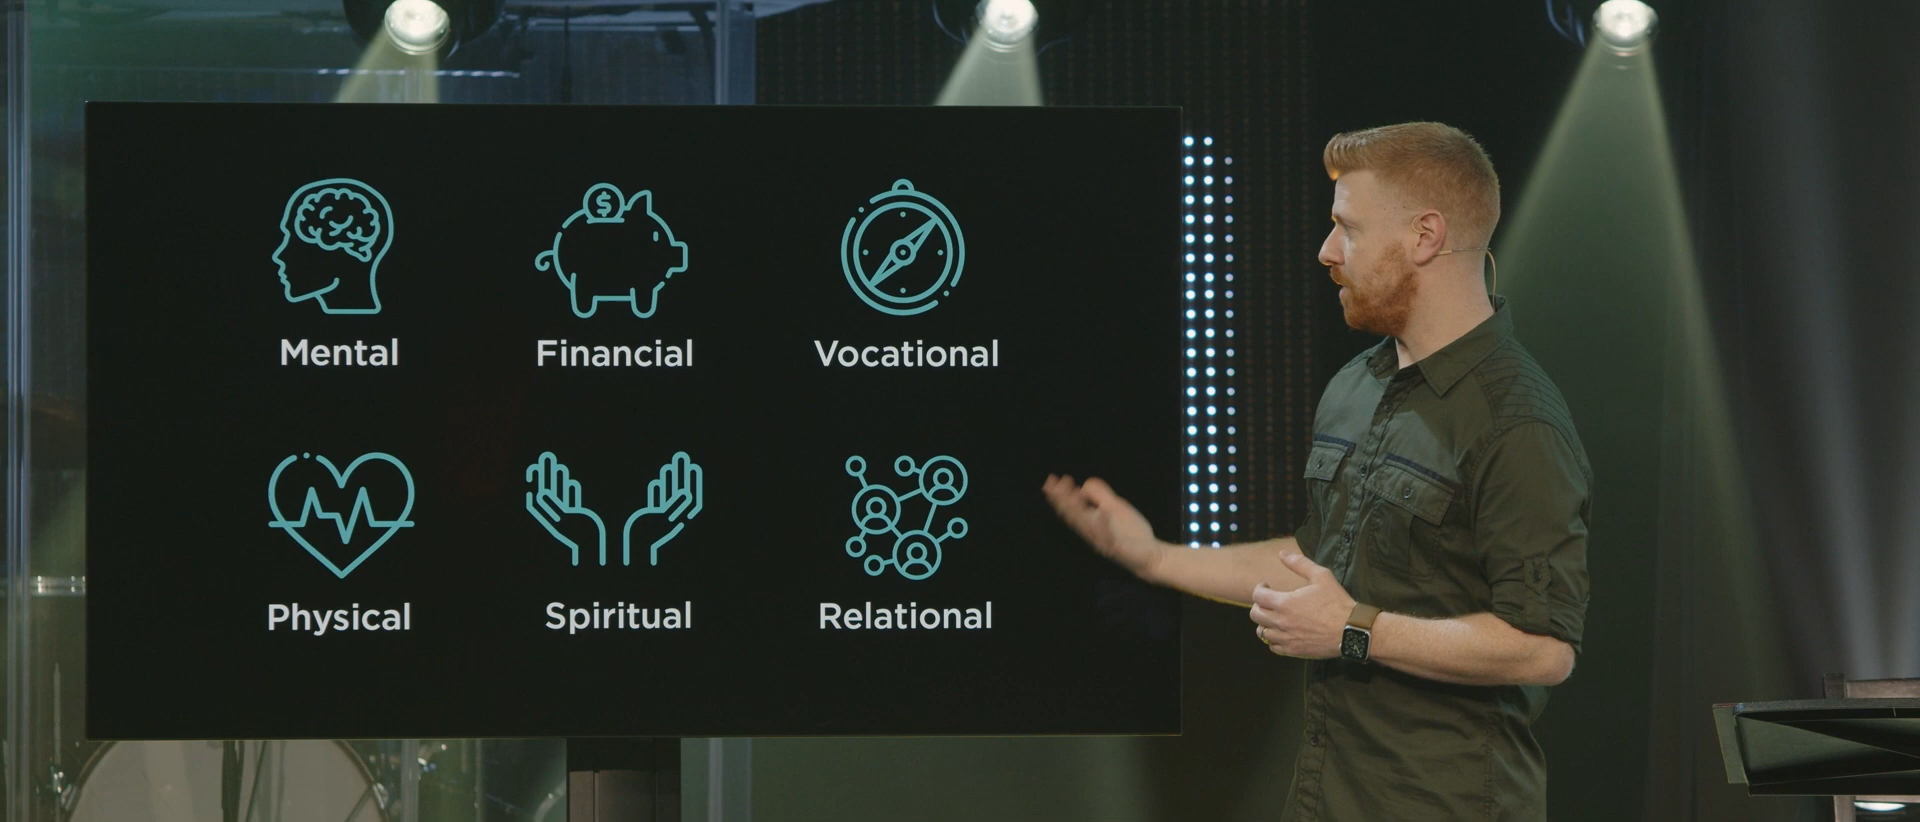 $
Mental
Financial
Vocational
Physical
Spiritual
Relational